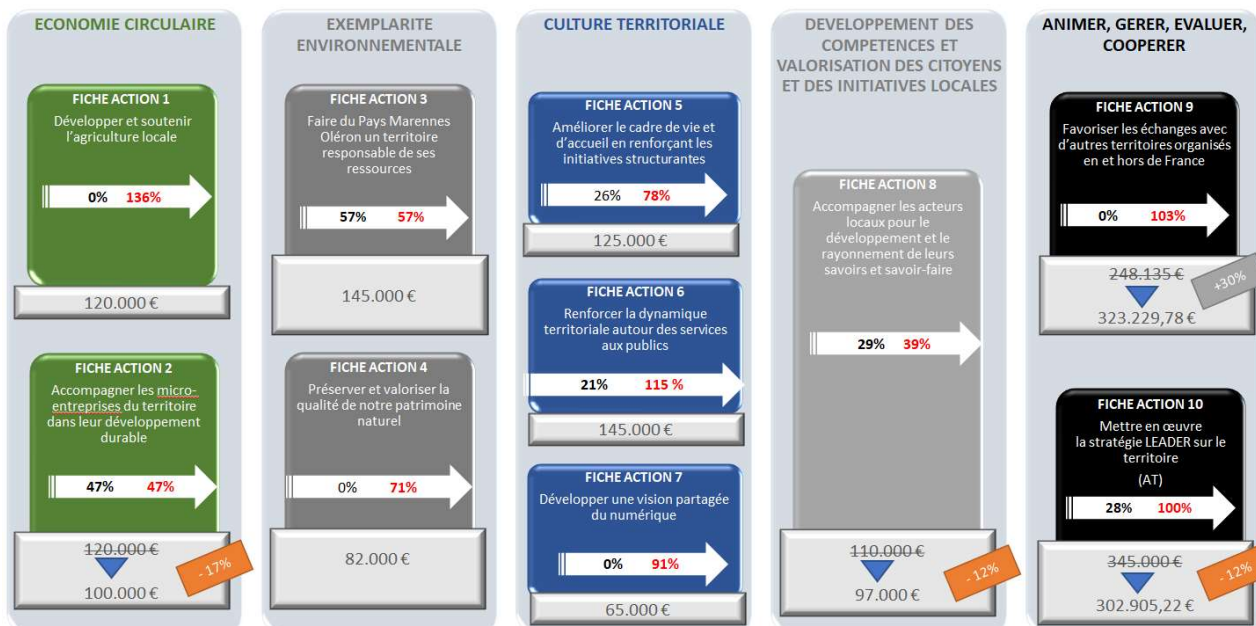 ECONOMIE CIRCULAIRE
FICHE ACTION 1
Développer et soutenir
l'agriculture locale
0% 136%
120.000 €
FICHE ACTION 2
Accompagner les micro-
entreprises du territoire
dans leur développement
durable
47% 47%
120.000 €
100.000 €
- 17%
EXEMPLARITE
ENVIRONNEMENTALE
FICHE ACTION 3
Faire du Pays Marennes
Oléron un territoire
responsable de ses
ressources
57% 57%
145.000 €
FICHE ACTION 4
Préserver et valoriser la
qualité de notre patrimoine
naturel
0% 71%
82.000 €
CULTURE TERRITORIALE
FICHE ACTION 5
Améliorer le cadre de vie et
d'accueil en renforçant les
initiatives structurantes
26% 78%
125.000 €
FICHE ACTION 6
Renforcer la dynamique
territoriale autour des services
aux publics
21% 115 %
145.000 €
FICHE ACTION 7
Développer une vision partagée
du numérique
0% 91%
65.000 €
DEVELOPPEMENT DES
COMPETENCES ET
VALORISATION DES CITOYENS
ET DES INITIATIVES LOCALES
FICHE ACTION 8
Accompagner les acteurs
locaux pour le
développement et le
rayonnement de leurs
savoirs et savoir-faire
29% 39%
110.000 €
97.000 €
- 12%
ANIMER, GERER, EVALUER,
COOPERER
FICHE ACTION 9
Favoriser les échanges avec
d'autres territoires organisés
en et hors de France
0% 103%
248.135 €
323.229,78 €
+30%
FICHE ACTION 10
Mettre en œuvre
la stratégie LEADER sur le
territoire
(AT)
28% 100%
345.000 €
302.905,22 €
- 12%